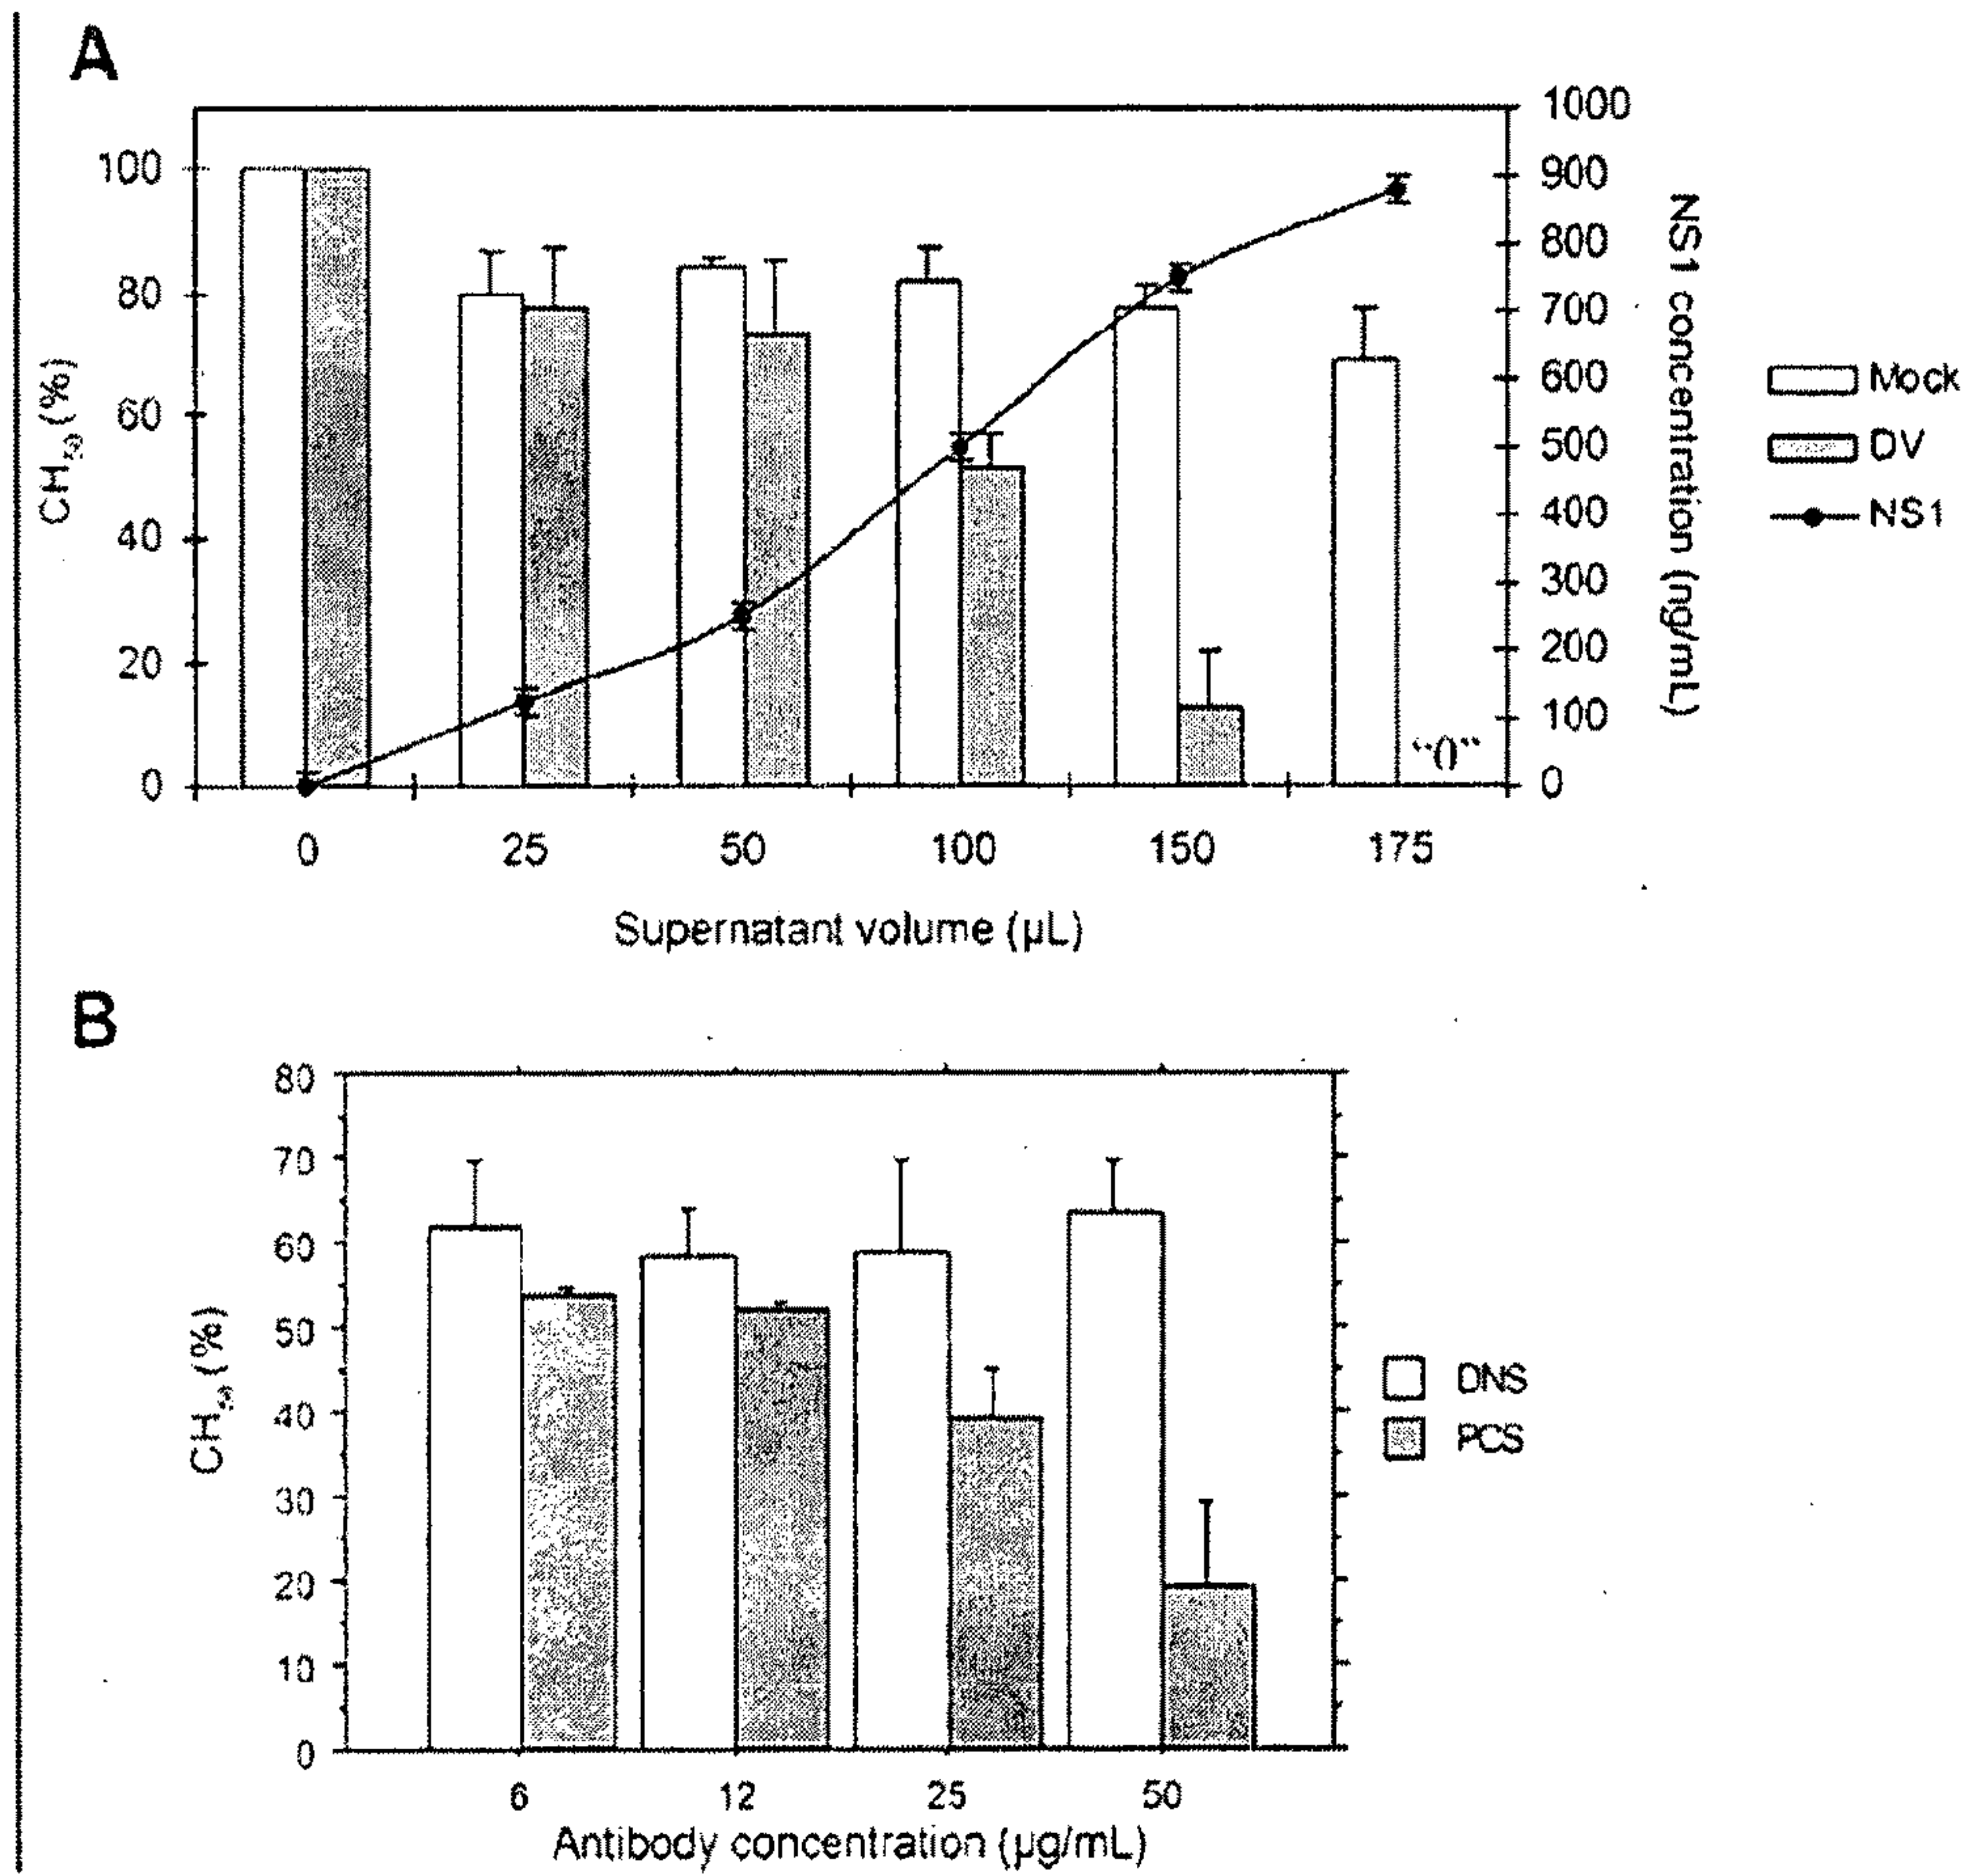 A
1000
100
900
800
80
700
600
60
500
400
40
300
200
20
100
0
0
CH50 (%)
NS1 concentration (ng/mL)
Mock
DV
NS1
“0”
0 25 50 100 150 175
Supernatant volume (µL)
B
80
70
60
50
40
30
20
10
0
CH50 (%)
DNS
PCS
6 12 25 50
Antibody concentration (µg/mL)